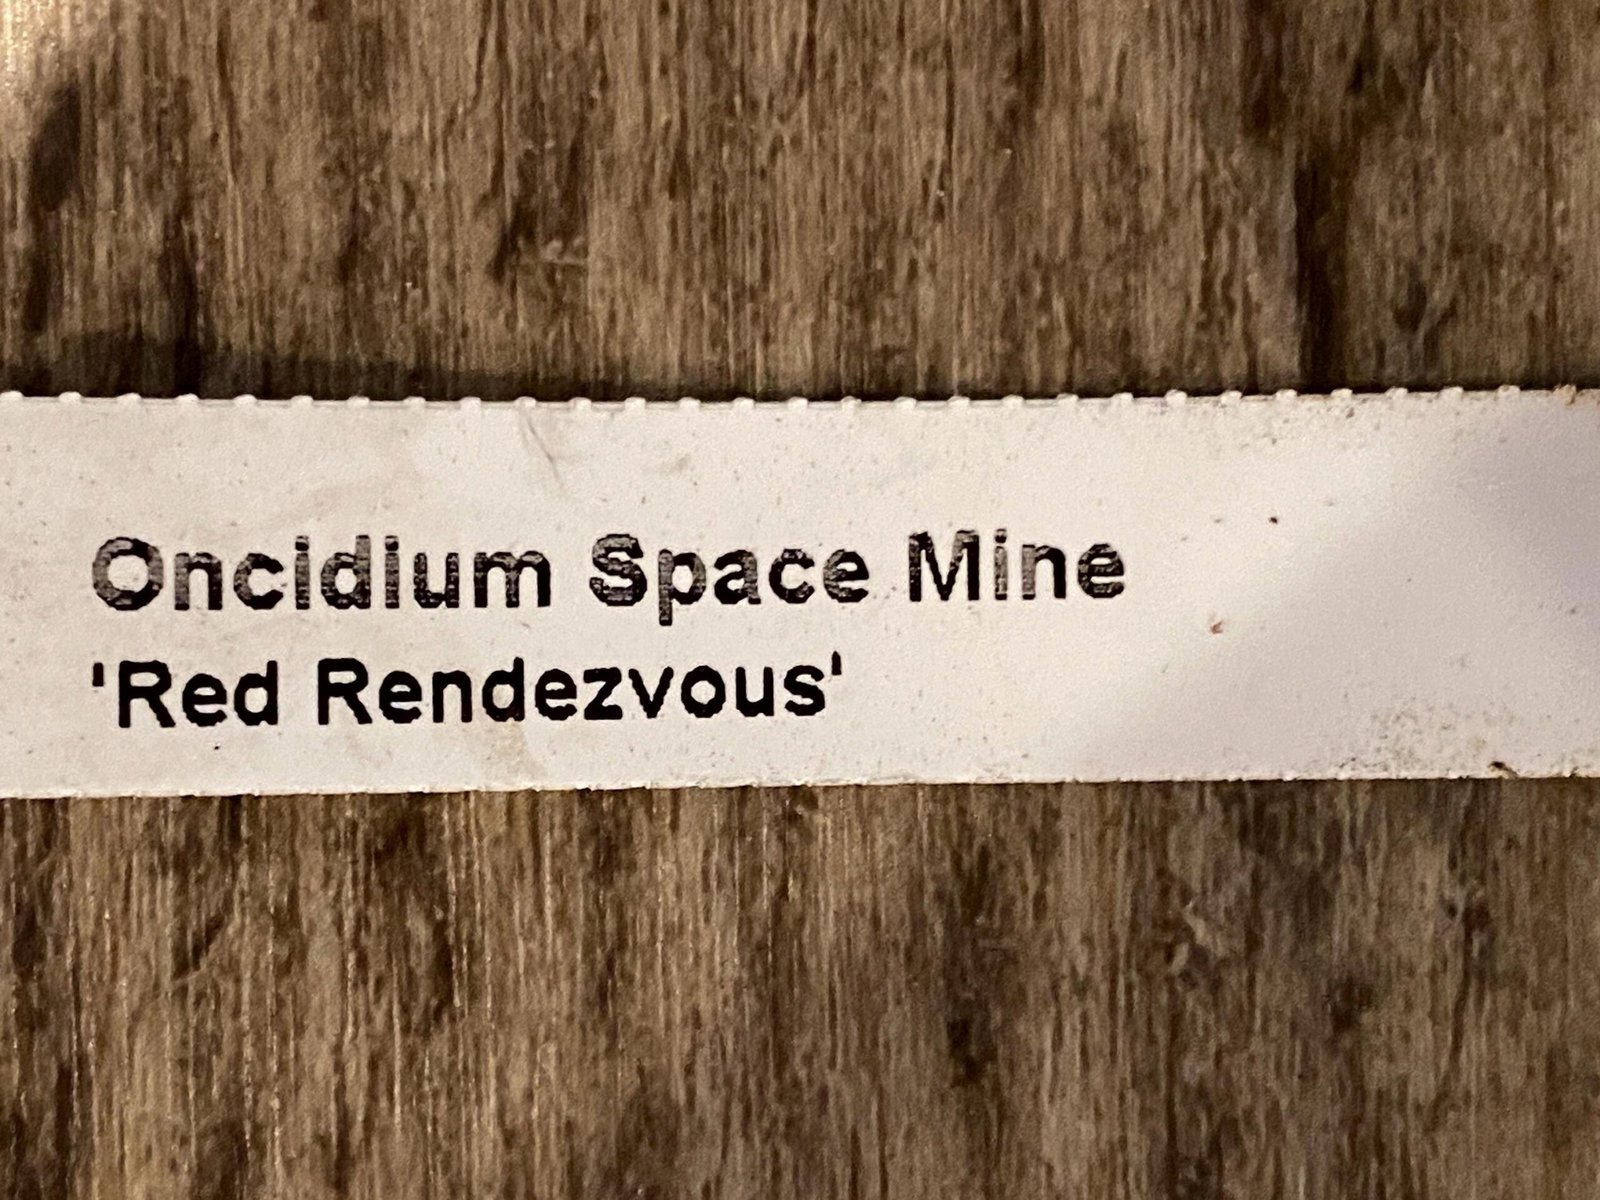 Oncidium Space Mine
'Red Rendezvous'